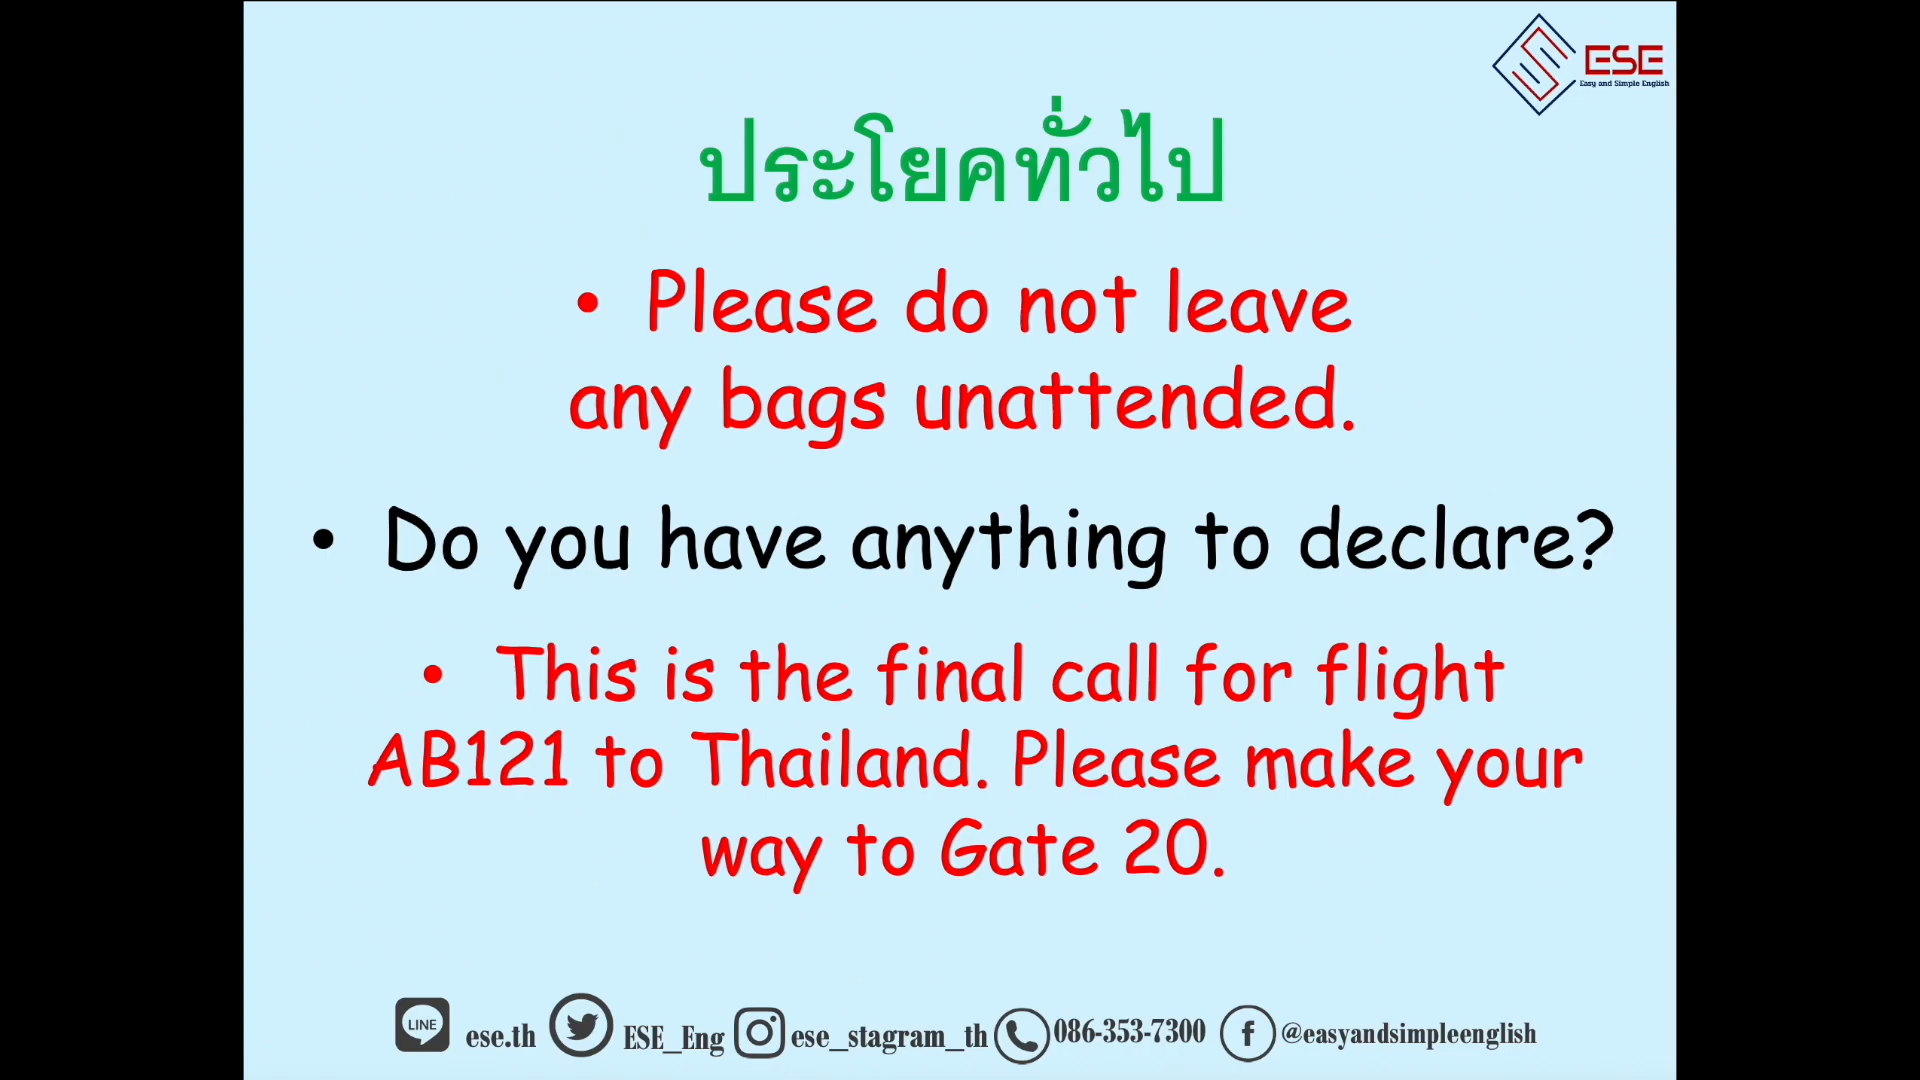 ESE
Easy and Simple English
ประโยคทั่วไป
• Please do not leave
any bags unattended.
• Do you have anything to declare?
• This is the final call for flight
AB121 to Thailand. Please make your
way to Gate 20.
LINE ese.th ESE_Eng ese_stagram_th 086-353-7300 f @easyandsimpleenglish